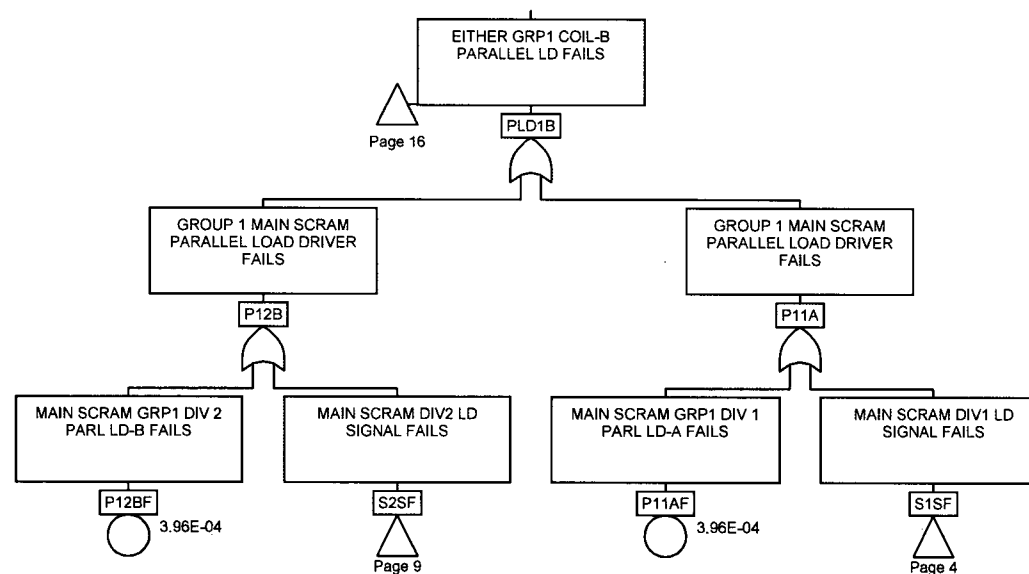 EITHER GRP1 COIL-B
PARALLEL LD FAILS
Page 16
PLD1B
GROUP 1 MAIN SCRAM
PARALLEL LOAD DRIVER
FAILS
P12B
GROUP 1 MAIN SCRAM
PARALLEL LOAD DRIVER
FAILS
P11A
MAIN SCRAM GRP1 DIV 2
PARL LD-B FAILS
P12BF
3.96E-04
MAIN SCRAM DIV2 LD
SIGNAL FAILS
S2SF
Page 9
MAIN SCRAM GRP1 DIV 1
PARL LD-A FAILS
P11AF
3.96E-04
MAIN SCRAM DIV1 LD
SIGNAL FAILS
S1SF
Page 4